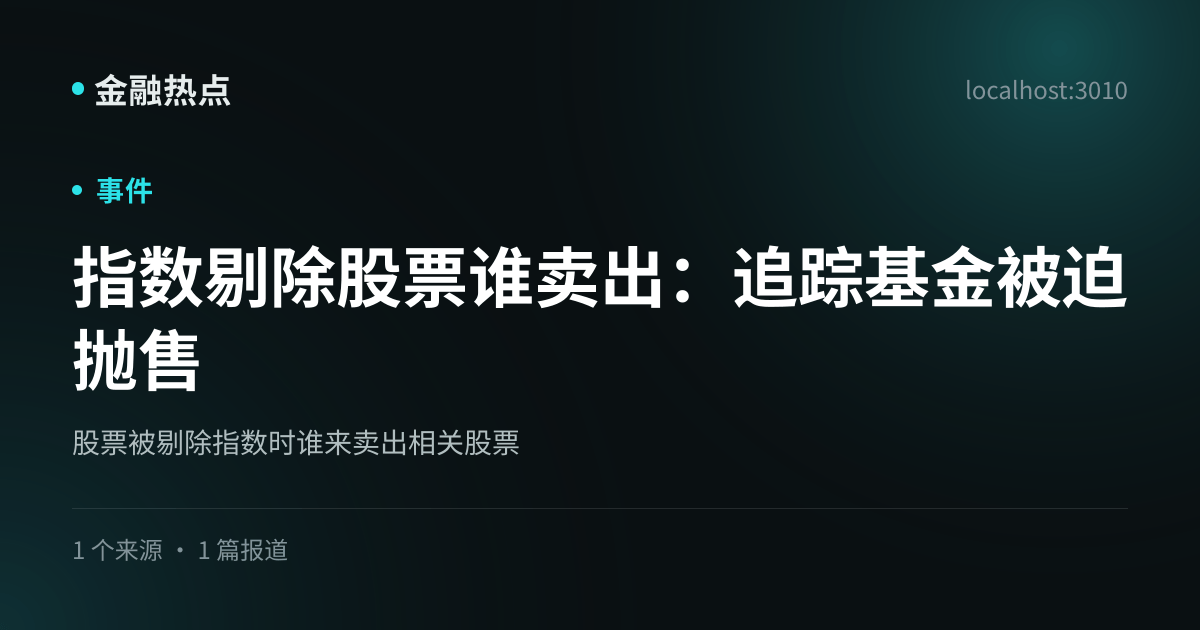 金融热点
localhost:3010
事件
指数剔除股票谁卖出：追踪基金被迫
抛售
股票被剔除指数时谁来卖出相关股票
1 个来源 · 1 篇报道